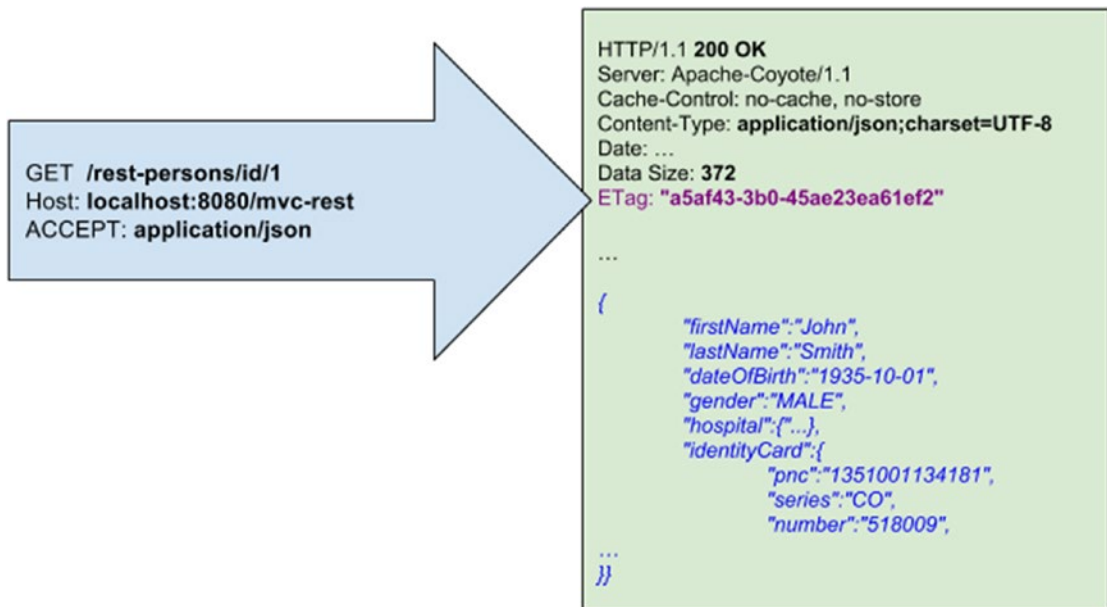 GET /rest-persons/id/1
Host: localhost:8080/mvc-rest
ACCEPT: application/json
HTTP/1.1 200 OK
Server: Apache-Coyote/1.1
Cache-Control: no-cache, no-store
Content-Type: application/json;charset=UTF-8
Date: …
Data Size: 372
ETag: "a5af43-3b0-45ae23ea61ef2"
…
{
"firstName":"John",
"lastName":"Smith",
"dateOfBirth":"1935-10-01",
"gender":"MALE",
"hospital":{"...},
"identityCard":{
"pnc":"1351001134181",
"series":"CO",
"number":"518009",
…
}}